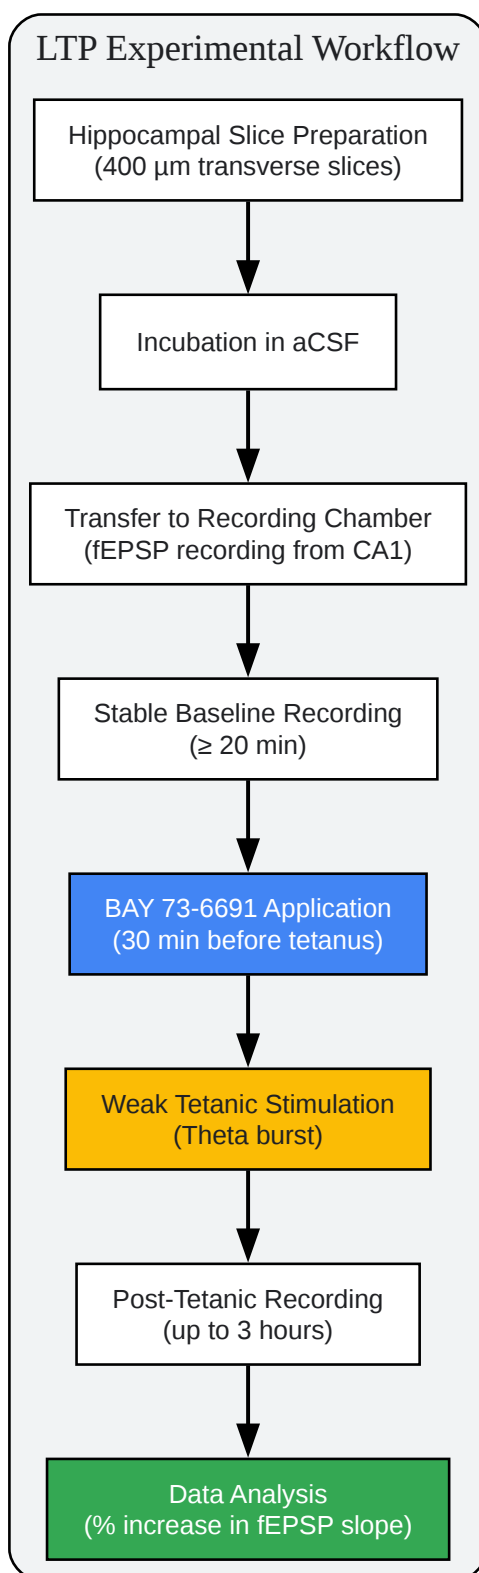 LTP Experimental Workflow
Hippocampal Slice Preparation
(400 µm transverse slices)
Incubation in aCSF
Transfer to Recording Chamber
(fEPSP recording from CA1)
Stable Baseline Recording
(≥ 20 min)
BAY 73-6691 Application
(30 min before tetanus)
Weak Tetanic Stimulation
(Theta burst)
Post-Tetanic Recording
(up to 3 hours)
Data Analysis
(% increase in fEPSP slope)